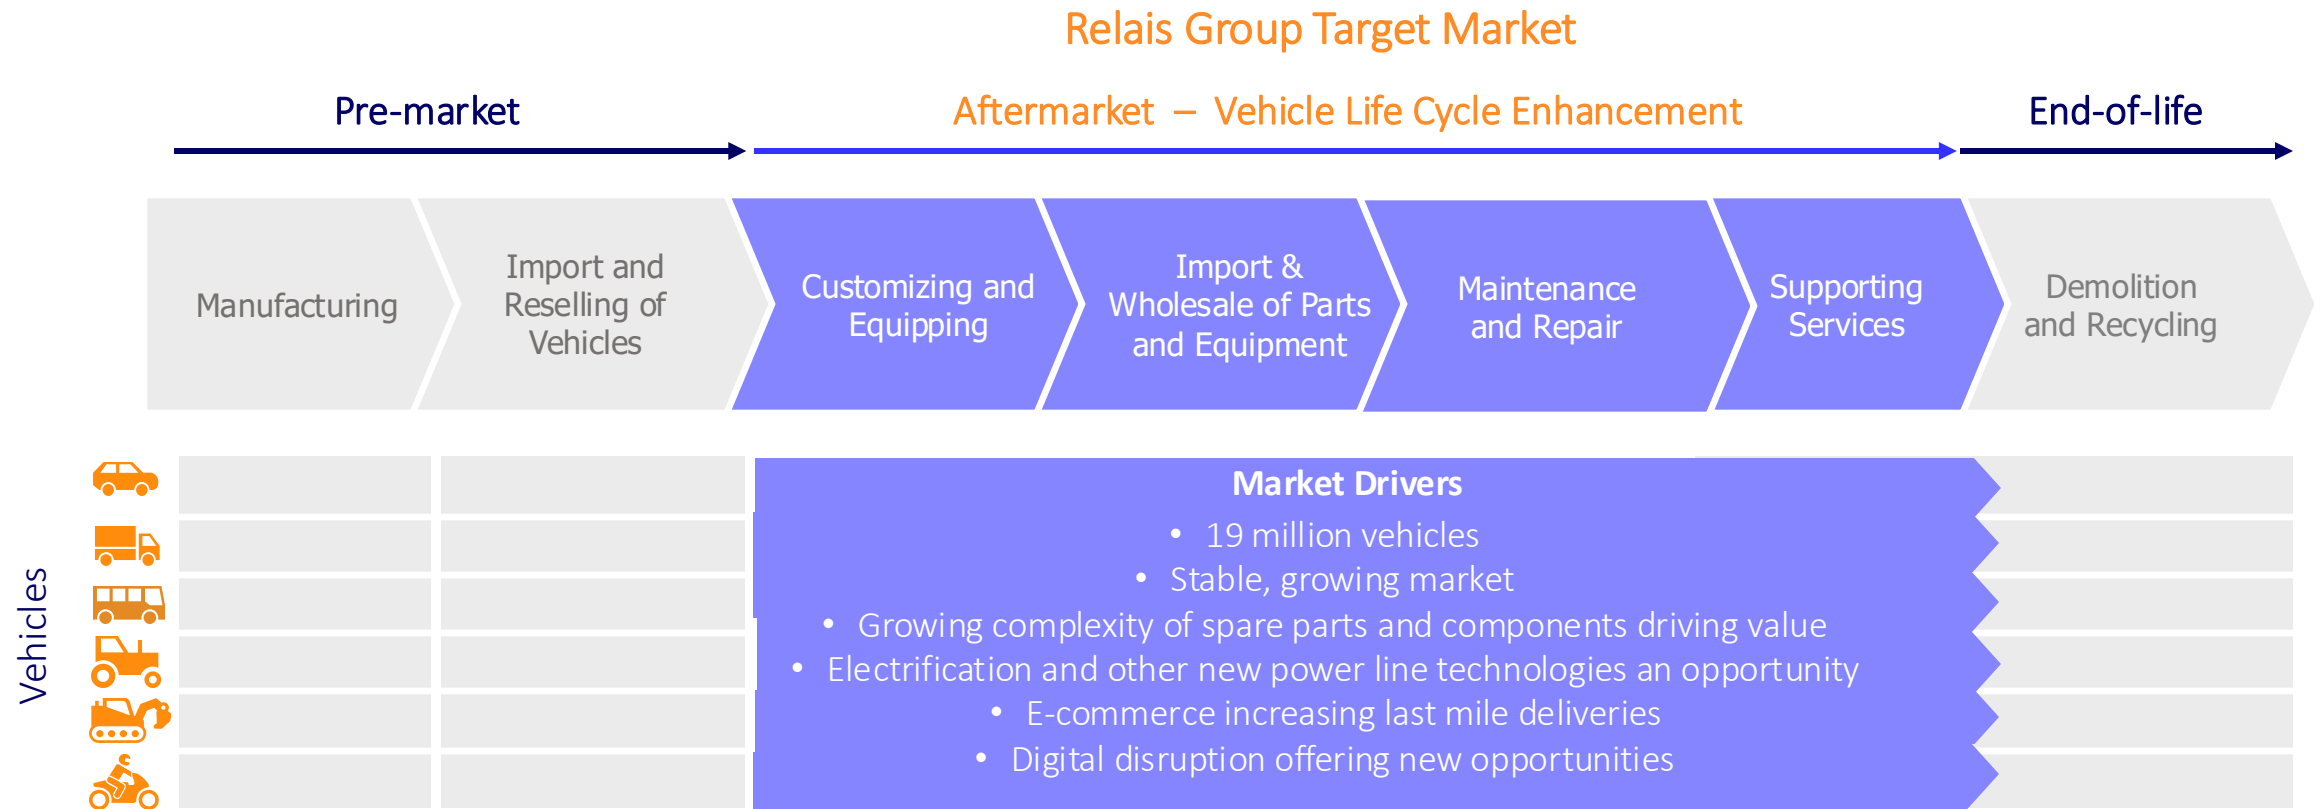 Relais Group Target Market
Pre-market
Aftermarket – Vehicle Life Cycle Enhancement
End-of-life
Manufacturing
Import and
Reselling of
Vehicles
Customizing and
Equipping
Import &
Wholesale of Parts
and Equipment
Maintenance
and Repair
Supporting
Services
Demolition
and Recycling
Vehicles
Market Drivers
• 19 million vehicles
• Stable, growing market
• Growing complexity of spare parts and components driving value
• Electrification and other new power line technologies an opportunity
• E-commerce increasing last mile deliveries
• Digital disruption offering new opportunities